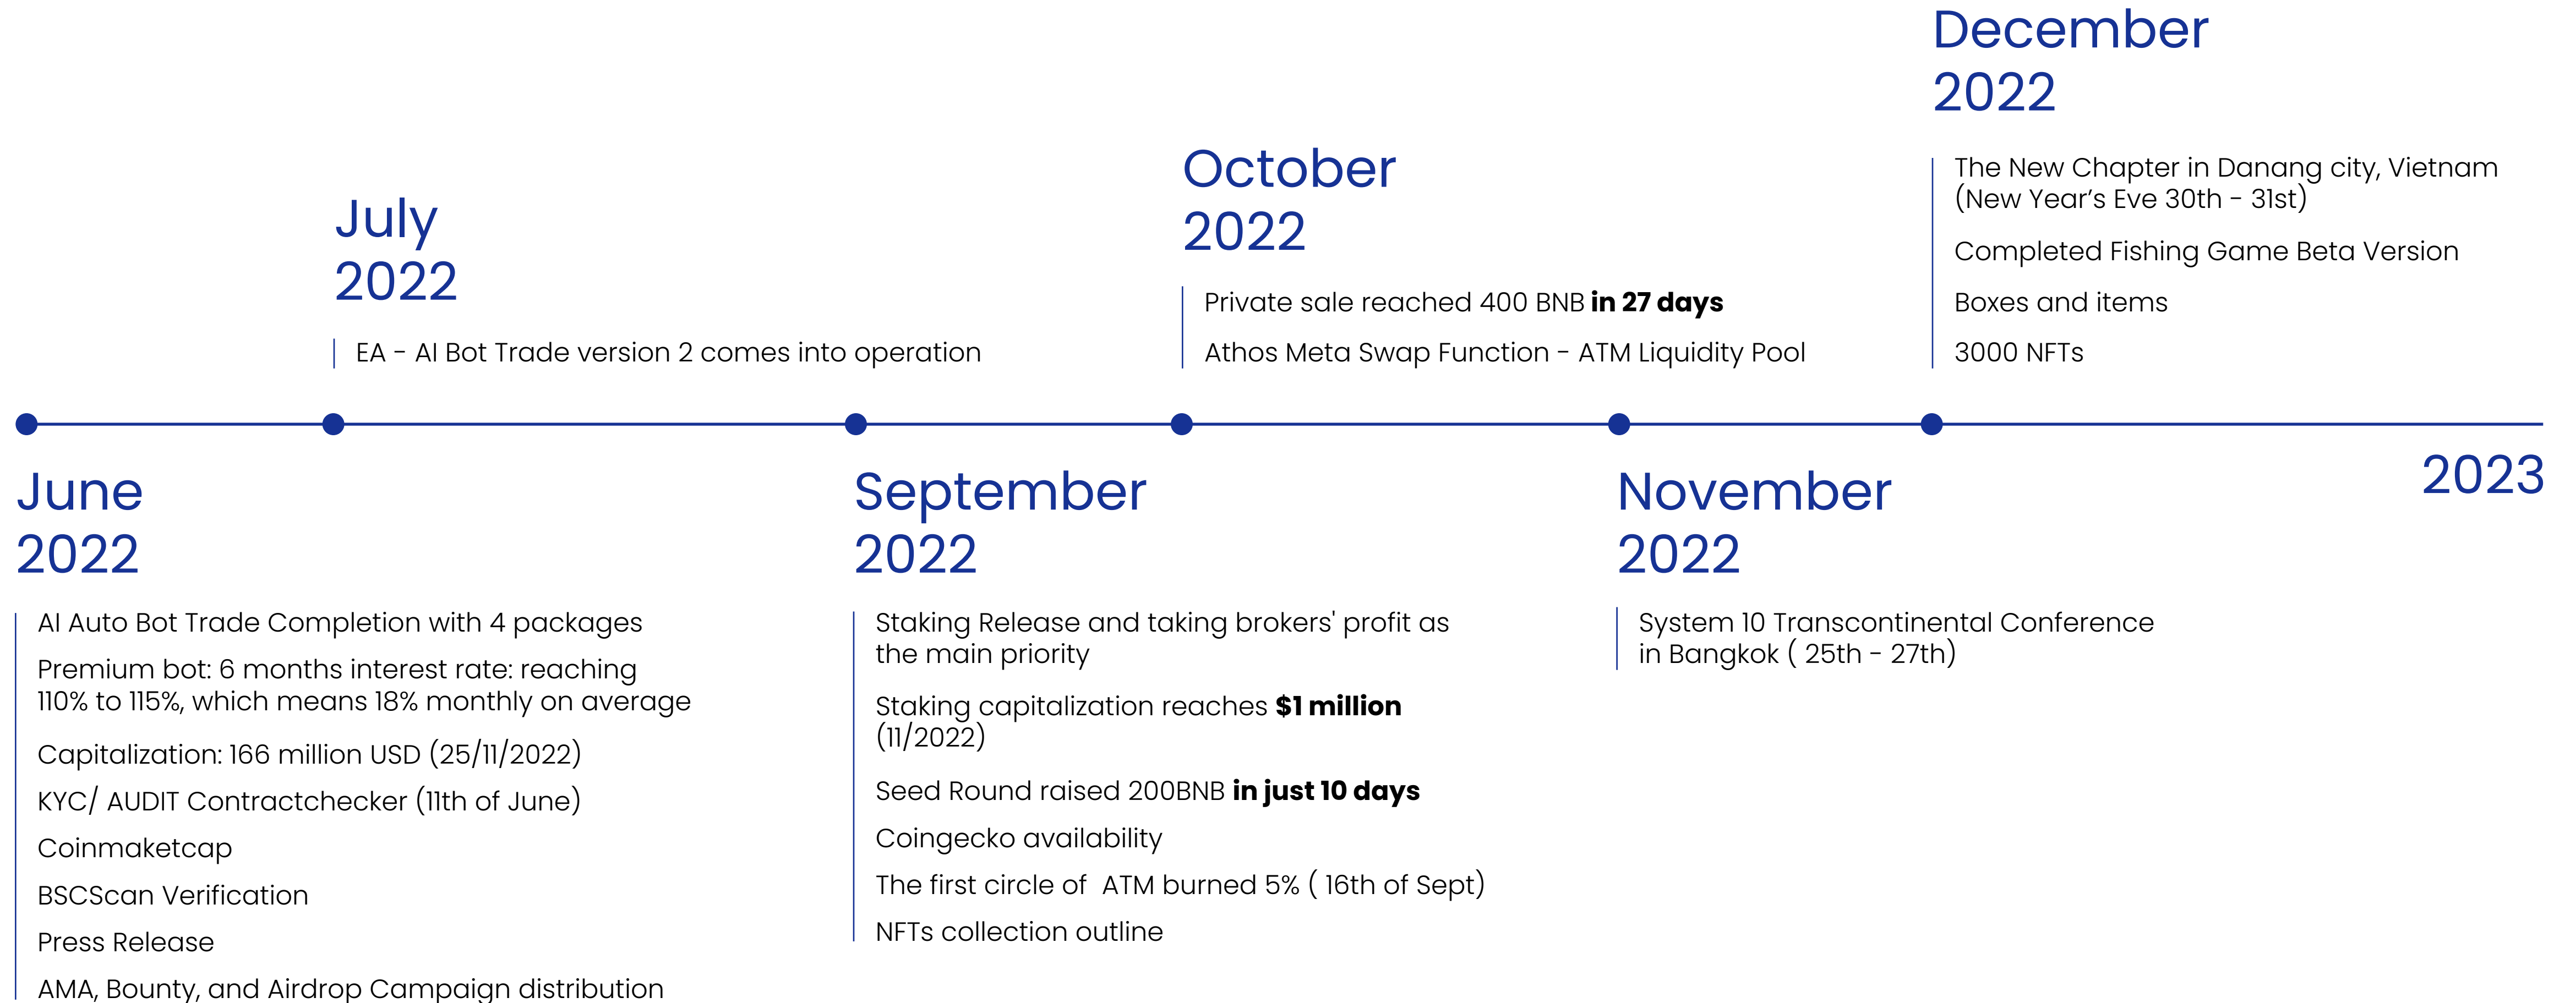 June
2022
AI Auto Bot Trade Completion with 4 packages
Premium bot: 6 months interest rate: reaching
110% to 115%, which means 18% monthly on average
Capitalization: 166 million USD (25/11/2022)
KYC/ AUDIT Contractchecker (11th of June)
Coinmaketcap
BSCScan Verification
Press Release
AMA, Bounty, and Airdrop Campaign distribution
July
2022
EA - AI Bot Trade version 2 comes into operation
September
2022
Staking Release and taking brokers' profit as
the main priority
Staking capitalization reaches $1 million
(11/2022)
Seed Round raised 200BNB in just 10 days
Coingecko availability
The first circle of  ATM burned 5% ( 16th of Sept)
NFTs collection outline
October
2022
Private sale reached 400 BNB in 27 days
Athos Meta Swap Function - ATM Liquidity Pool
November
2022
System 10 Transcontinental Conference
in Bangkok ( 25th - 27th)
December
2022
The New Chapter in Danang city, Vietnam
(New Year’s Eve 30th - 31st)
Completed Fishing Game Beta Version
Boxes and items
3000 NFTs
2023